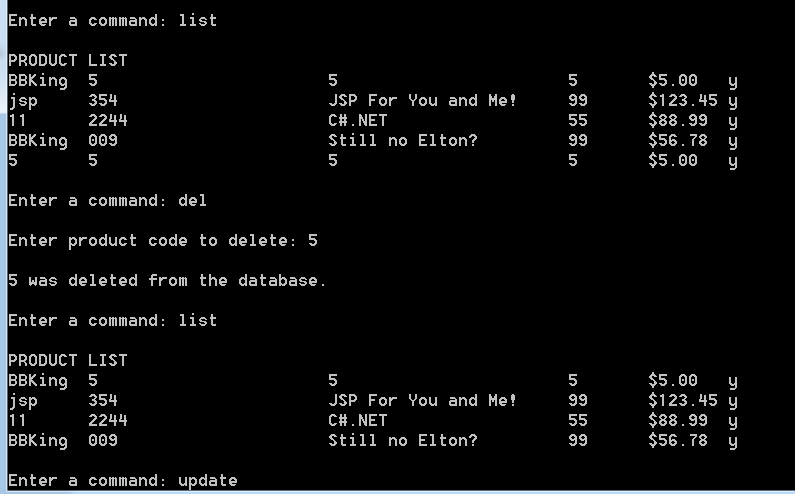 Enter a command: list
PRODUCT LIST
BBKing 5 5 5 $5.00 y
jsp 354 JSP For You and Me! 99 $123.45 y
11 2244 C#.NET 55 $88.99 y
BBKing 009 Still no Elton? 99 $56.78 y
5 5 5 5 $5.00 y
Enter a command: del
Enter product code to delete: 5
5 was deleted from the database.
Enter a command: list
PRODUCT LIST
BBKing 5 5 5 $5.00 y
jsp 354 JSP For You and Me! 99 $123.45 y
11 2244 C#.NET 55 $88.99 y
BBKing 009 Still no Elton? 99 $56.78 y
Enter a command: update